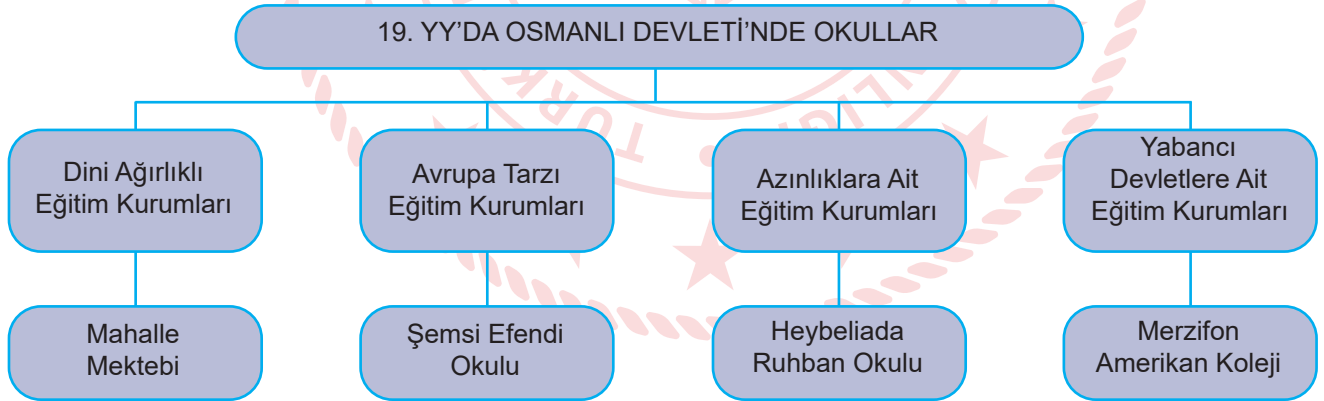 19. YY'DA OSMANLI DEVLETİ'NDE OKULLAR
Dini Ağırlıklı
Eğitim Kurumları
Avrupa Tarzı
Eğitim Kurumları
Azınlıklara Ait
Eğitim Kurumları
Yabancı
Devletlere Ait
Eğitim Kurumları
Mahalle
Mektebi
Şemsi Efendi
Okulu
Heybeliada
Ruhban Okulu
Merzifon
Amerikan Koleji